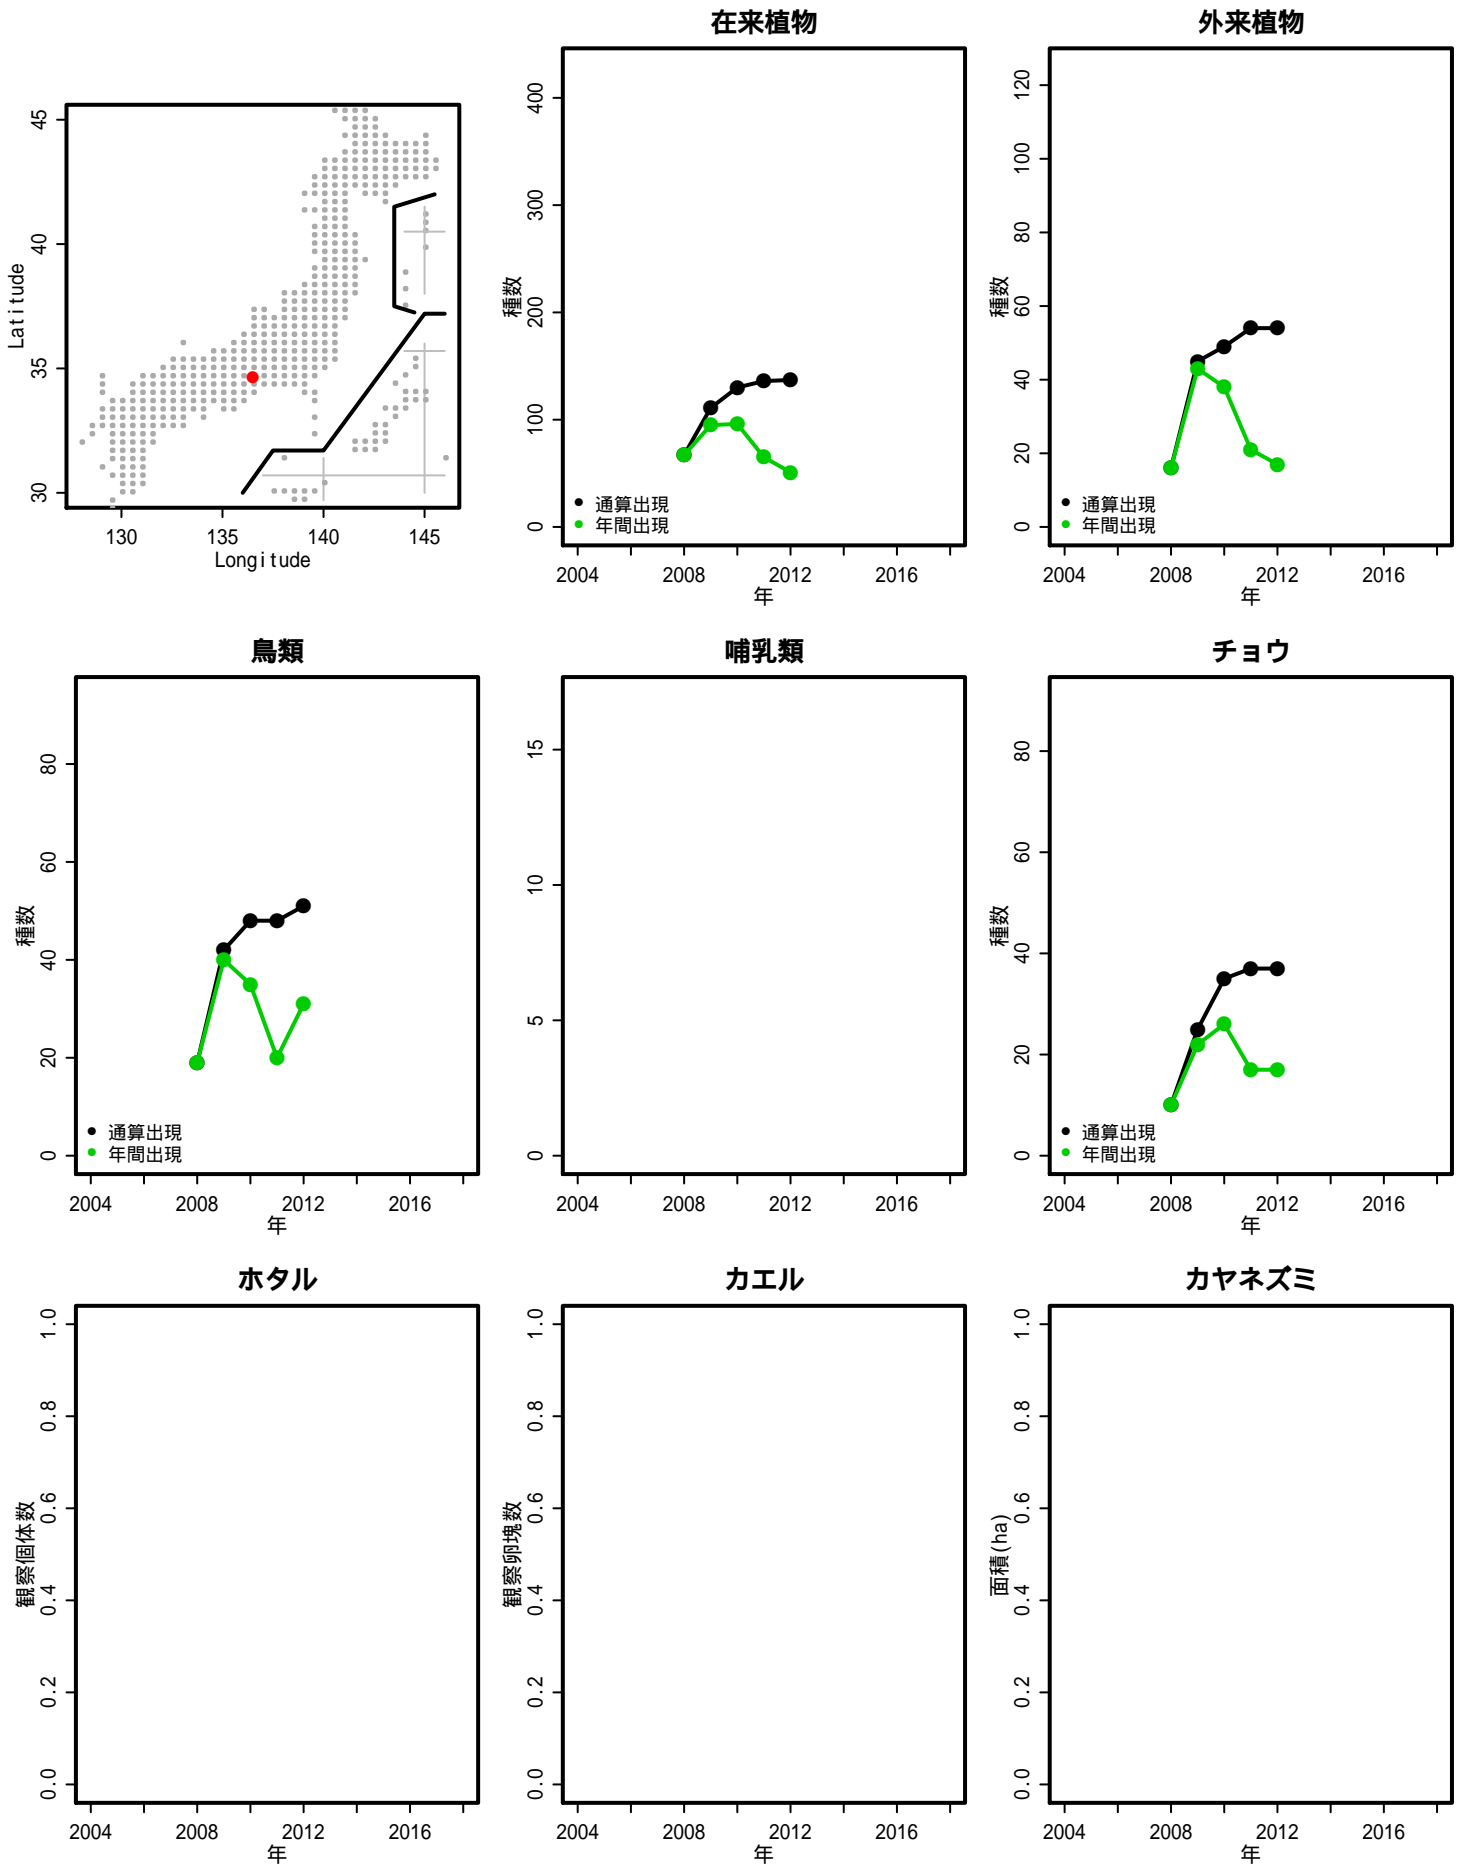 45
40
35
30
Latitude
130
135
140
145
Longitude
在来植物
400
300
200
100
0
種数
通算出現
年間出現
2004
2008
2012
2016
年
外来植物
120
100
80
60
40
20
0
種数
通算出現
年間出現
2004
2008
2012
2016
年
鳥類
80
60
40
20
0
種数
通算出現
年間出現
2004
2008
2012
2016
年
哺乳類
15
10
5
0
2004
2008
2012
2016
年
チョウ
80
60
40
20
0
種数
通算出現
年間出現
2004
2008
2012
2016
年
ホタル
1.0
0.8
0.6
0.4
0.2
0.0
観察個体数
2004
2008
2012
2016
年
カエル
1.0
0.8
0.6
0.4
0.2
0.0
観察卵塊数
2004
2008
2012
2016
年
カヤネズミ
1.0
0.8
0.6
0.4
0.2
0.0
面積(ha)
2004
2008
2012
2016
年